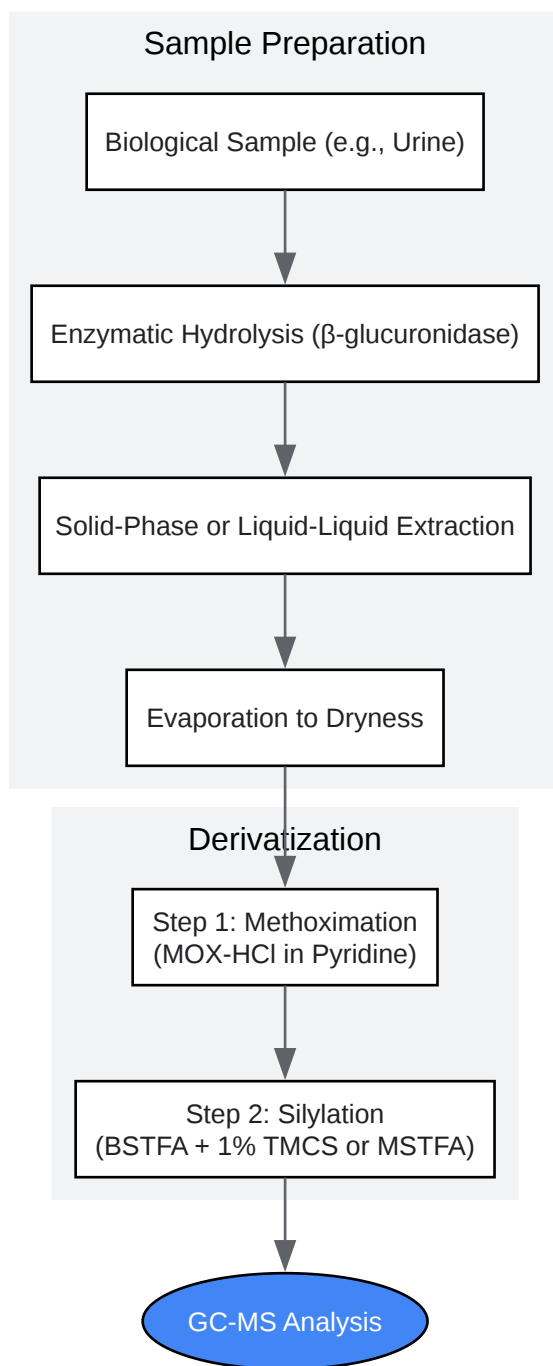 Sample Preparation
Biological Sample (e.g., Urine)
Enzymatic Hydrolysis (β-glucuronidase)
Solid-Phase or Liquid-Liquid Extraction
Evaporation to Dryness
Derivatization
Step 1: Methoximation
(MOX-HCl in Pyridine)
Step 2: Silylation
(BSTFA + 1% TMCS or MSTFA)
GC-MS Analysis